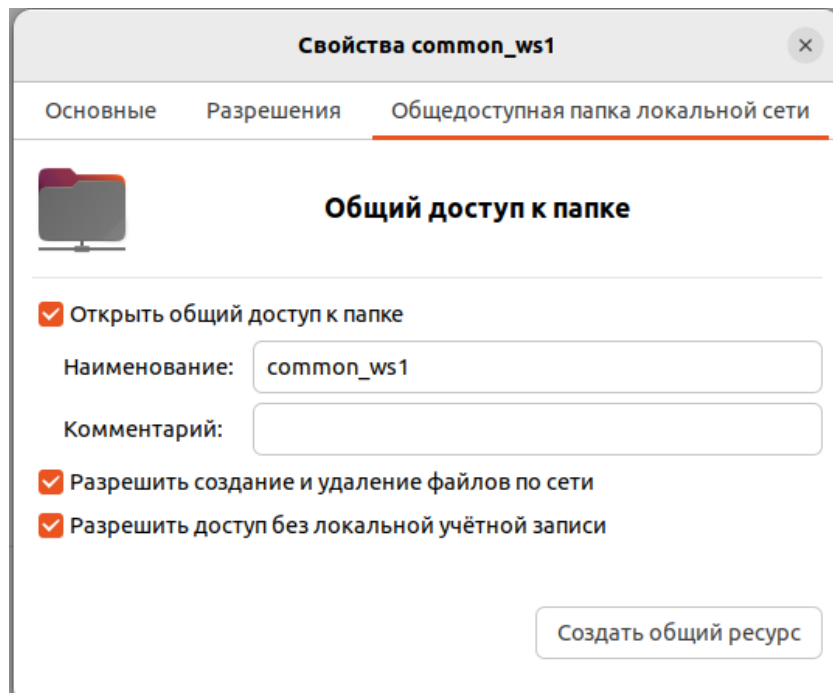 Свойства common_ws1
Основные Разрешения Общедоступная папка локальной сети
Общий доступ к папке
Открыть общий доступ к папке
Наименование: common_ws1
Комментарий:
Разрешить создание и удаление файлов по сети
Разрешить доступ без локальной учётной записи
Создать общий ресурс